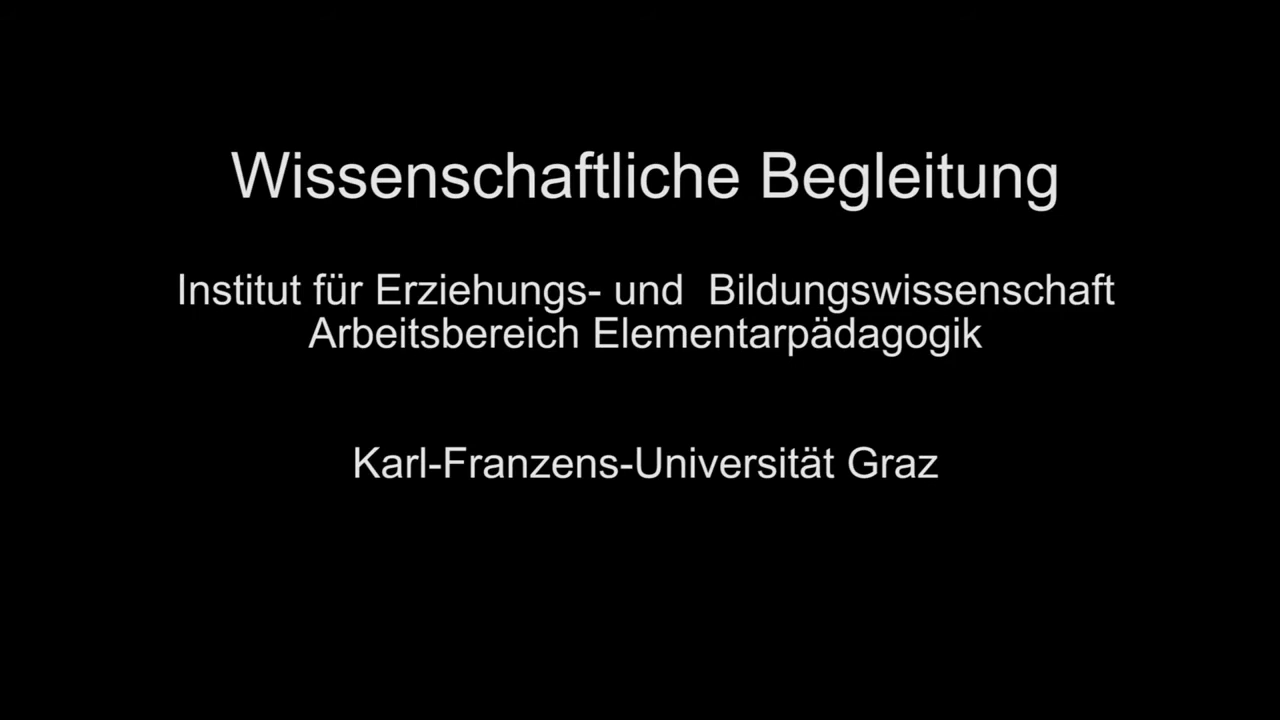 Wissenschaftliche Begleitung
Institut für Erziehungs- und  Bildungswissenschaft
Arbeitsbereich Elementarpädagogik
Karl-Franzens-Universität Graz